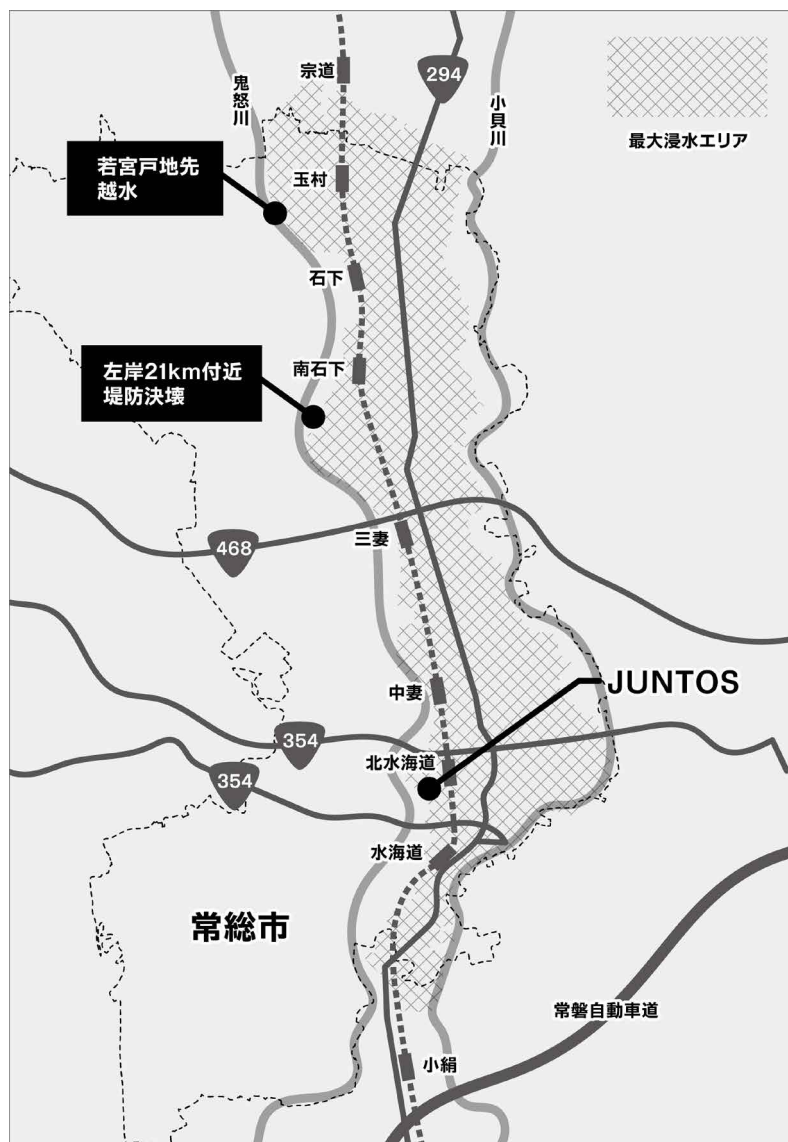 宗道
294
鬼怒川
小貝川
最大浸水エリア
若宮戸地先
越水
玉村
石下
左岸21km付近
堤防決壊
南石下
三妻
468
中妻
JUNTOS
354
北水海道
354
水海道
常総市
常磐自動車道
小絹